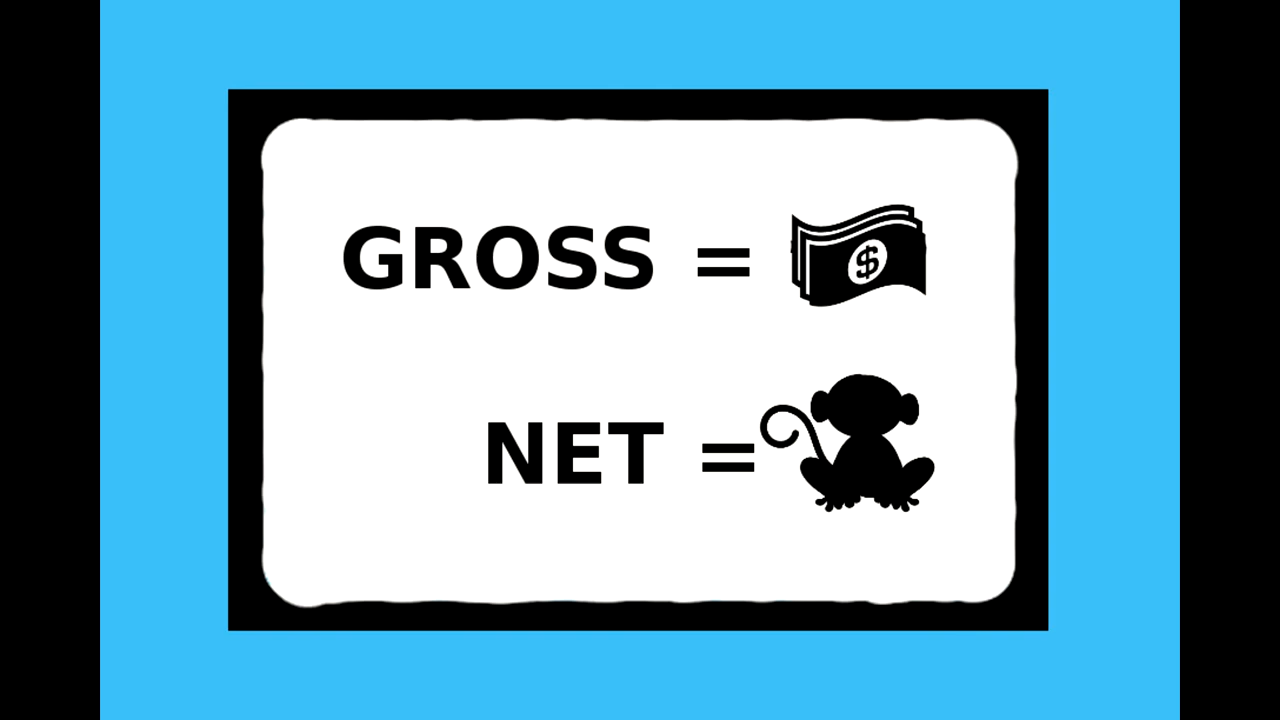 GROSS = $
NET =